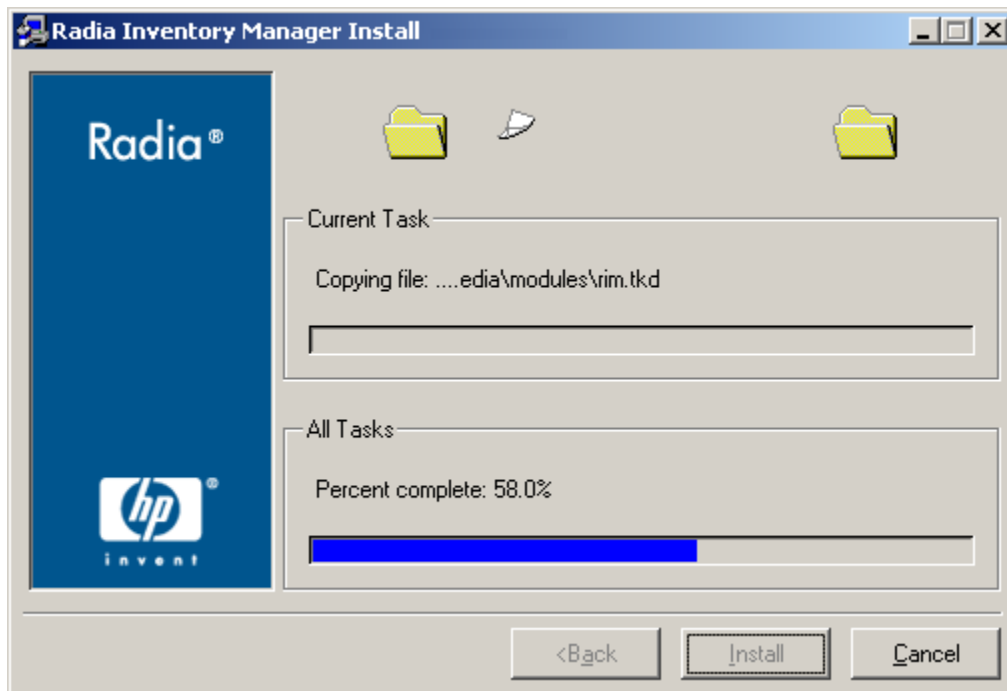 Radia Inventory Manager Install
Radia®
Current Task
Copying file: ....edia\modules\rim.tkd
All Tasks
Percent complete: 58.0%
hp®
invent
<Back
Install
Cancel